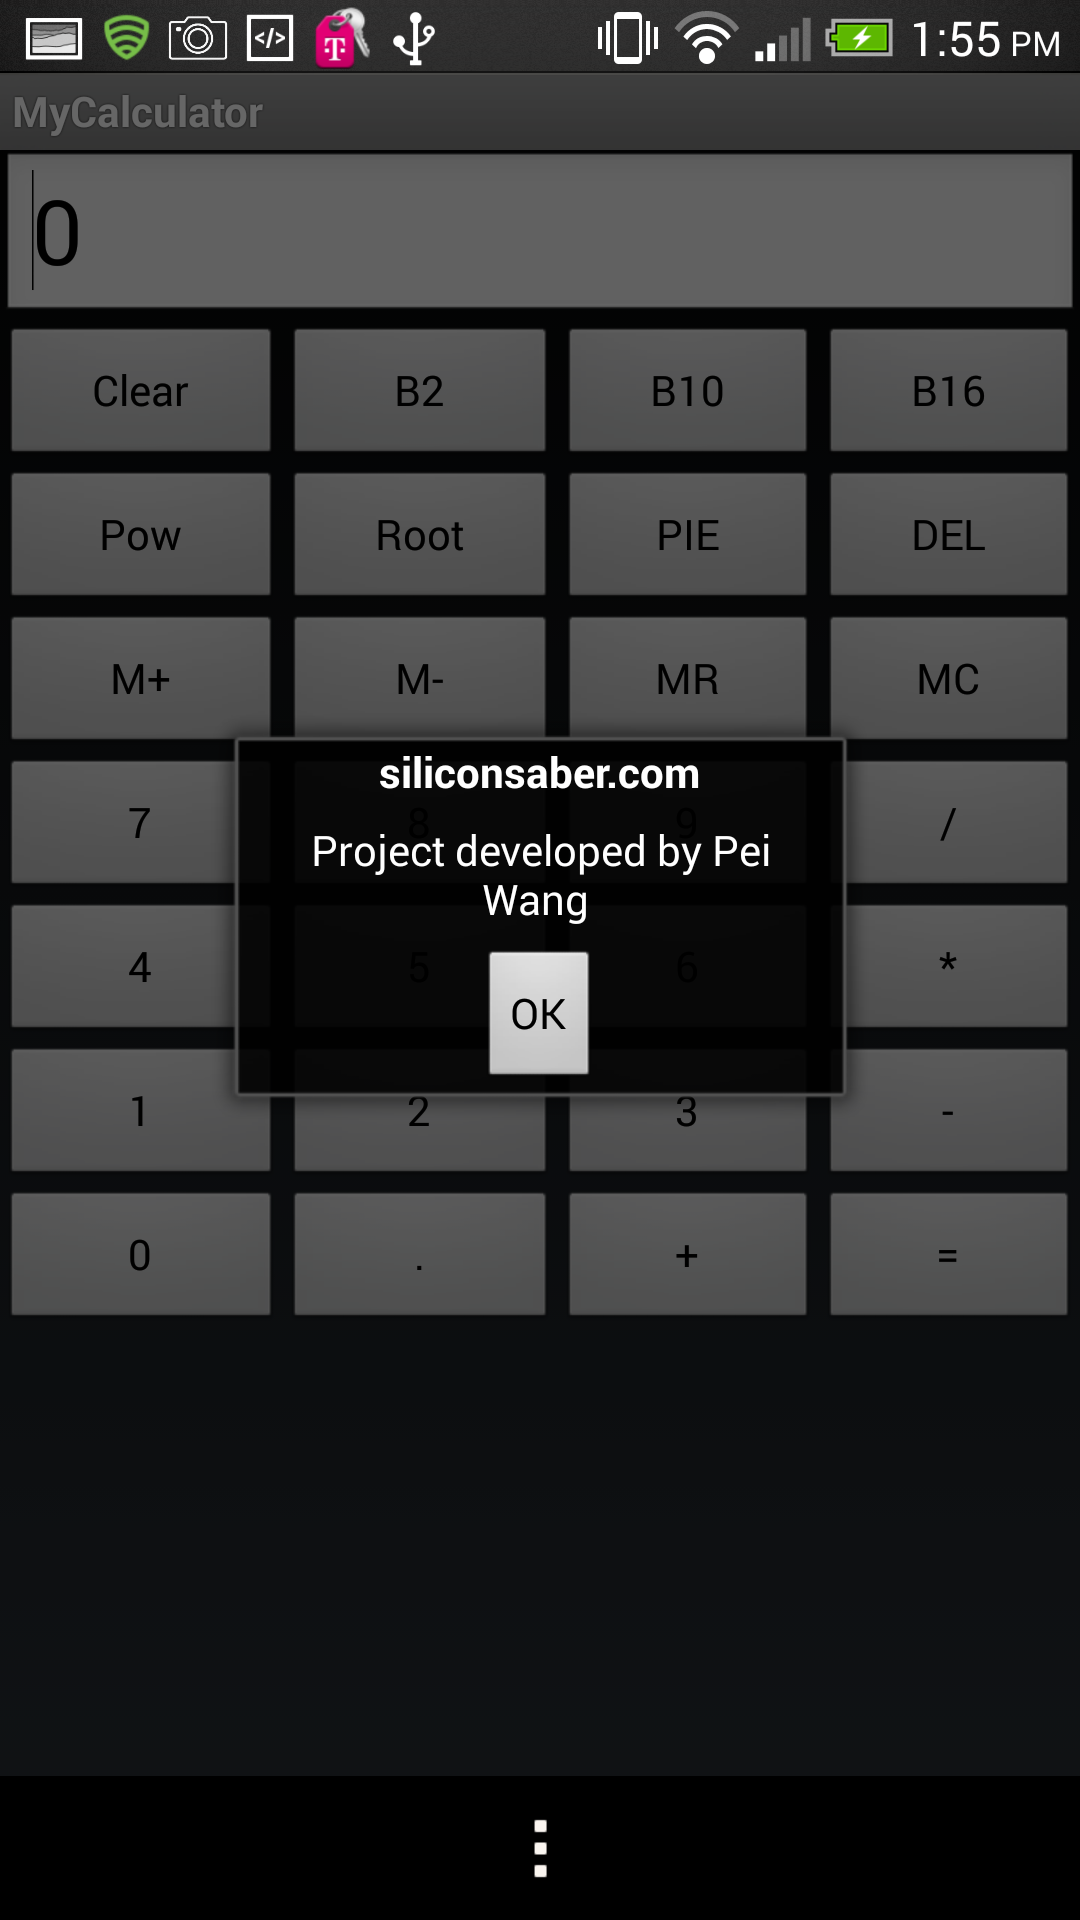 1:55 PM
MyCalculator
0
Clear B2 B10 B16
Pow Root PIE DEL
M+ M- MR MC
siliconsaber.com
Project developed by Pei
Wang
OK
7 8 9 /
4 5 6 *
1 2 3 -
0 . + =